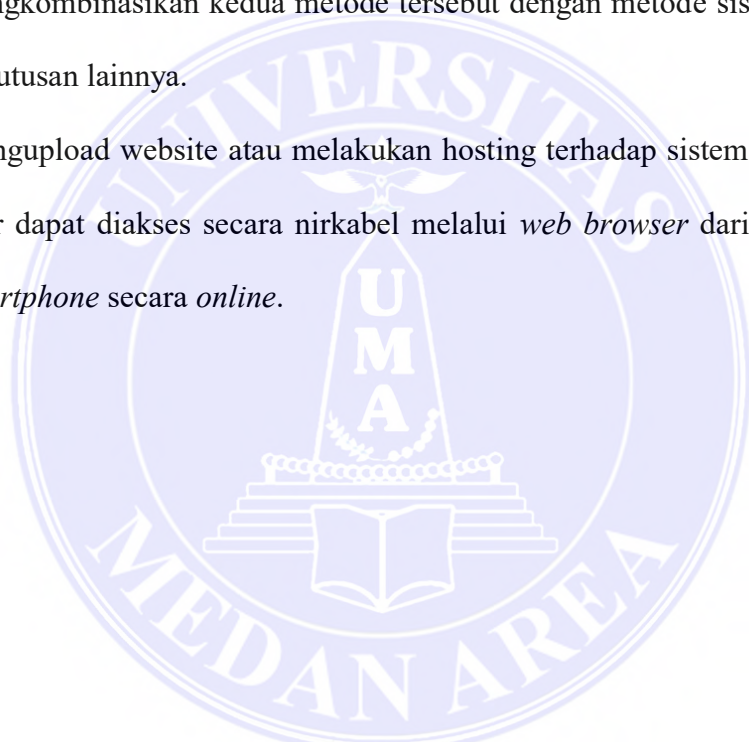 ngkombinasikan kedua metode tersebut dengan metode sis
utusan lainnya.
ngupload website atau melakukan hosting terhadap sistem
r dapat diakses secara nirkabel melalui web browser dari
rtphone secara online.
UNIVERSITAS
UMA
MEDAN AREA